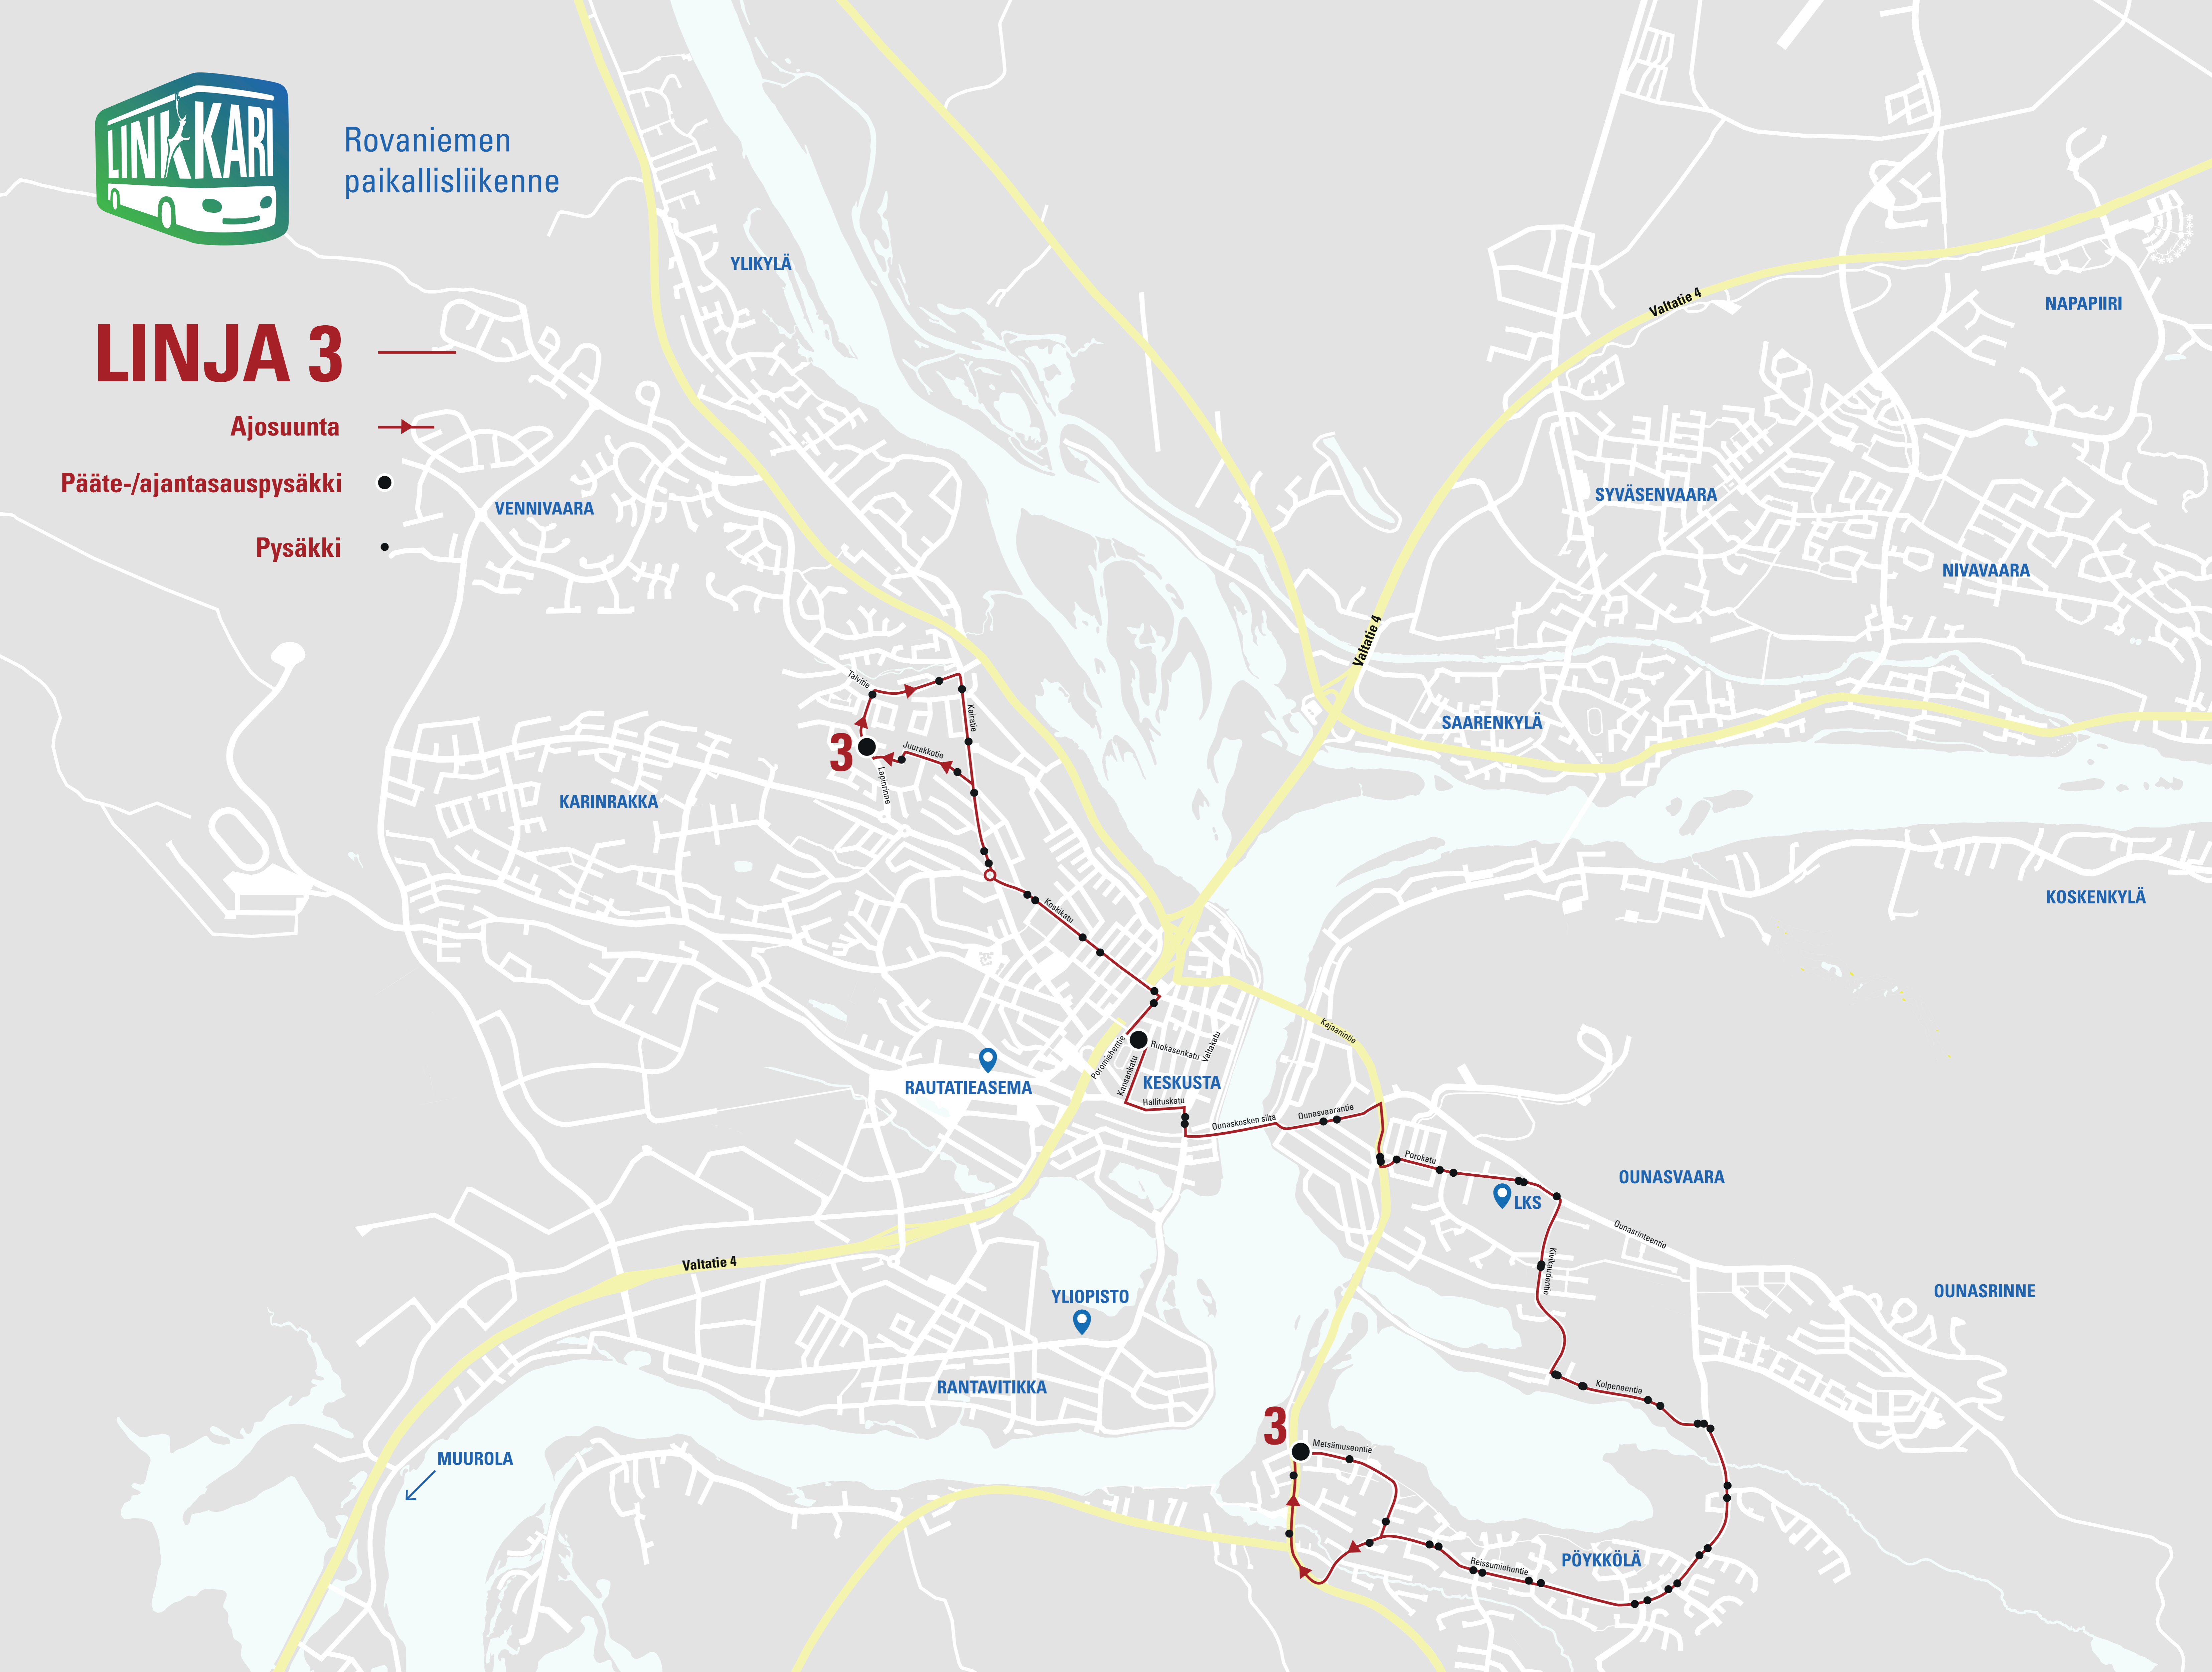 LINKKARI
Rovaniemen
paikallisliikenne
LINJA 3
Ajosuunta
Pääte-/ajantasauspysäkki
Pysäkki
YLIKYLÄ
NAPAPIIRI
Valtatie 4
VENNIVAARA
SYVÄSENVAARA
NIVAVAARA
Valtatie 4
Talvitie
Kairatie
SAARENKYLÄ
3
Juurakkotie
Lapinrinne
KARINRAKKA
KOSKENKYLÄ
Koskikatu
Kajaanintie
Poromiehentie
Ruokasenkatu
Valtakatu
Kansankatu
KESKUSTA
RAUTATIEASEMA
Hallituskatu
Ounaskosken silta
Ounasvaarantie
Porokatu
OUNASVAARA
LKS
Ounasrinteentie
Kivikaudentie
Valtatie 4
YLIOPISTO
OUNASRINNE
RANTAVITIKKA
Kolpeneentie
3
Metsämuseontie
MUUROLA
Reissumiehentie
PÖYKKÖLÄ